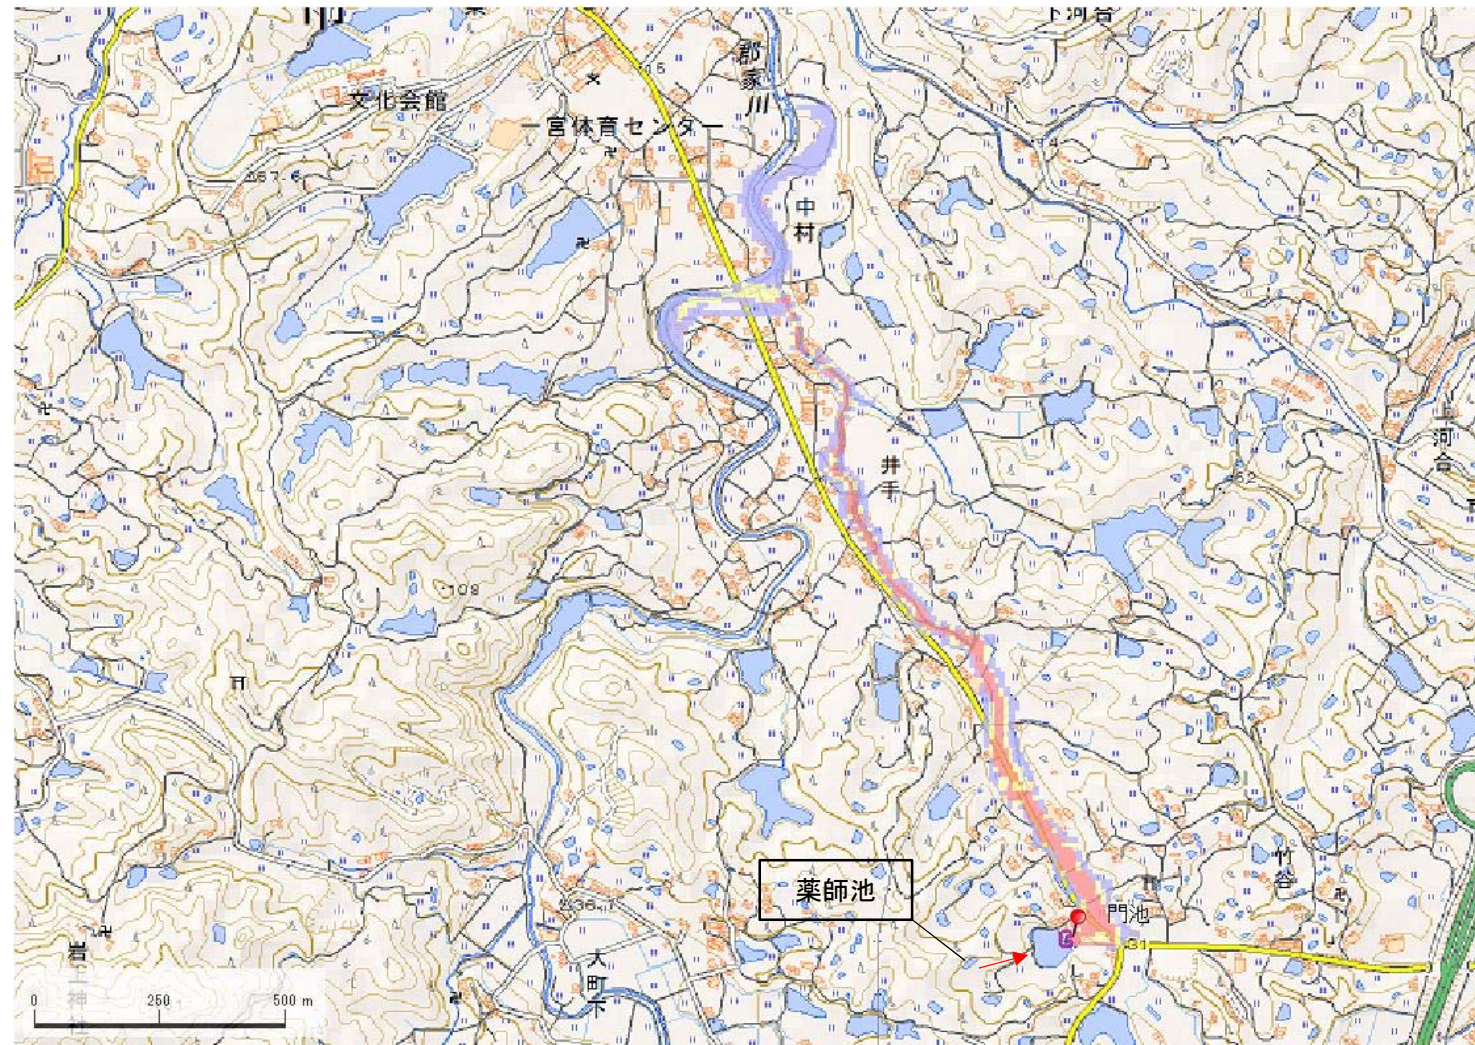 下河合
文化会館
郡家川
一宮体育センター
中村
井手
上河合
竹谷
薬師池
門池
大町下
岩上神社
0 250 500 m